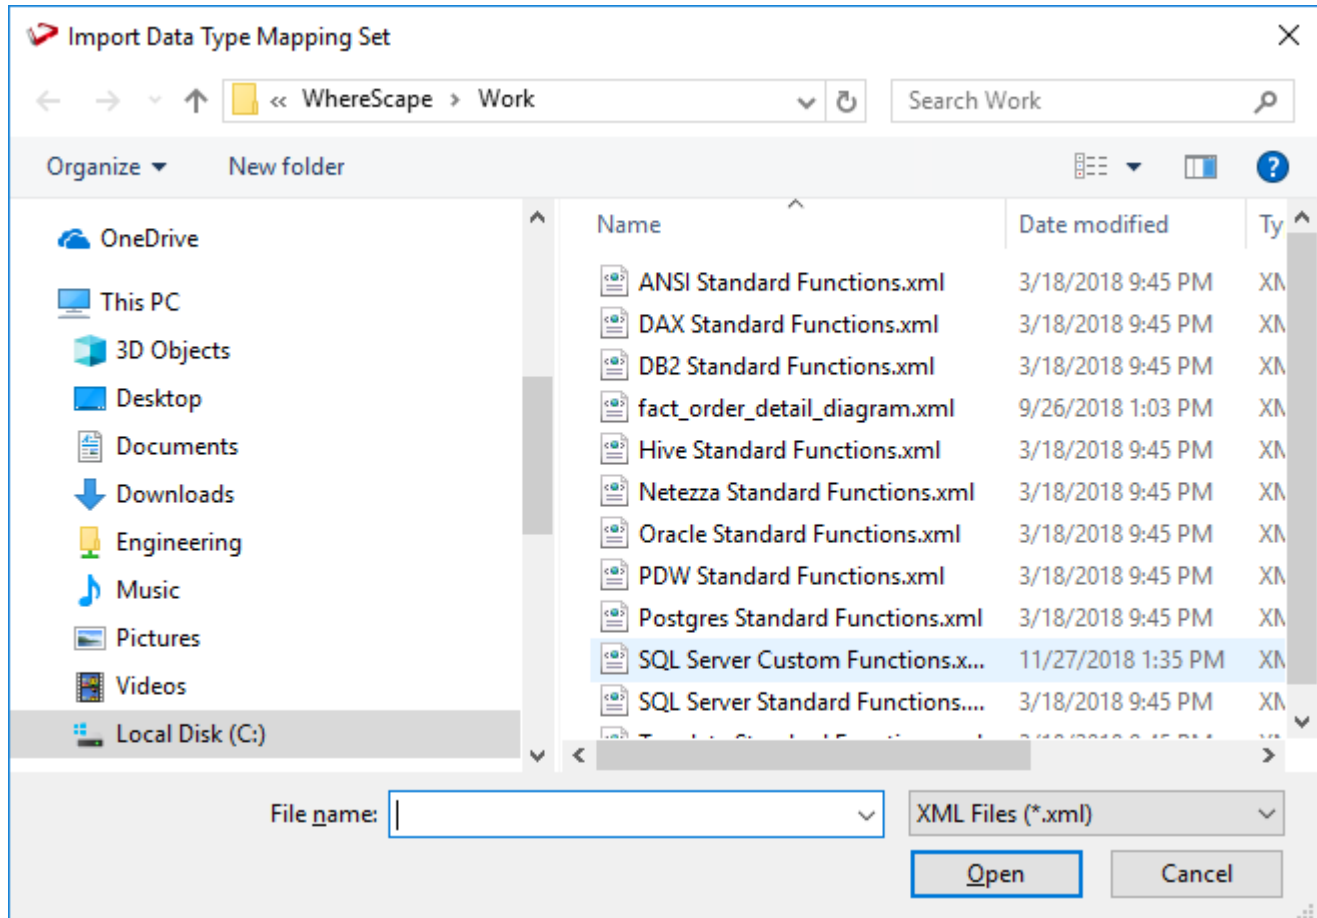 Import Data Type Mapping Set
« WhereScape > Work
Search Work
Organize
New folder
?
OneDrive
This PC
3D Objects
Desktop
Documents
Downloads
Engineering
Music
Pictures
Videos
Local Disk (C:)
Name Date modified Ty
ANSI Standard Functions.xml 3/18/2018 9:45 PM
DAX Standard Functions.xml 3/18/2018 9:45 PM
DB2 Standard Functions.xml 3/18/2018 9:45 PM
fact_order_detail_diagram.xml 9/26/2018 1:03 PM
Hive Standard Functions.xml 3/18/2018 9:45 PM
Netezza Standard Functions.xml 3/18/2018 9:45 PM
Oracle Standard Functions.xml 3/18/2018 9:45 PM
PDW Standard Functions.xml 3/18/2018 9:45 PM
Postgres Standard Functions.xml 3/18/2018 9:45 PM
SQL Server Custom Functions.x... 11/27/2018 1:35 PM
SQL Server Standard Functions.... 3/18/2018 9:45 PM
File name:
XML Files (*.xml)
Open
Cancel